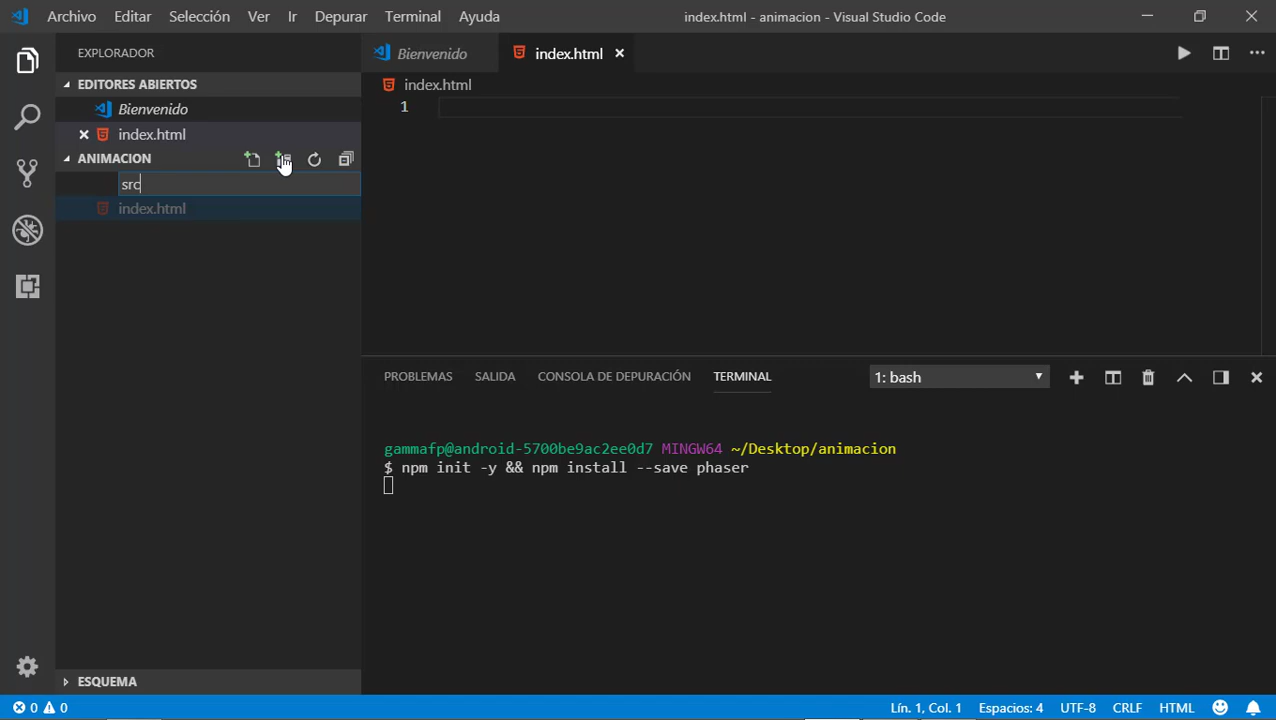 Archivo Editar Selección Ver Ir Depurar Terminal Ayuda index.html - animacion - Visual Studio Code
EXPLORADOR
Bienvenido index.html
EDITORES ABIERTOS
index.html
Bienvenido
1
index.html
ANIMACION
src
index.html
PROBLEMAS SALIDA CONSOLA DE DEPURACIÓN TERMINAL 1: bash
gammafp@android-5700be9ac2ee0d7 MINGW64 ~/Desktop/animacion
$ npm init -y && npm install --save phaser
ESQUEMA
0 0 Lín. 1, Col. 1 Espacios: 4 UTF-8 CRLF HTML